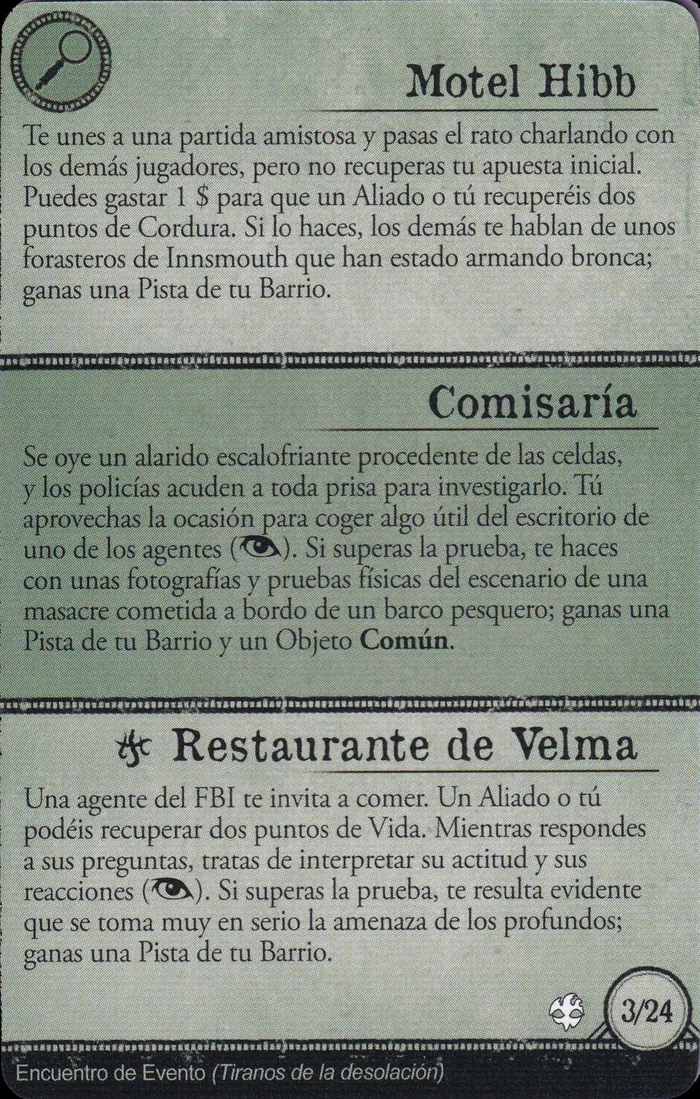 Motel Hibb
Te unes a una partida amistosa y pasas el rato charlando con
los demás jugadores, pero no recuperas tu apuesta inicial.
Puedes gastar 1 $ para que un Aliado o tú recuperéis dos
puntos de Cordura. Si lo haces, los demás te hablan de unos
forasteros de Innsmouth que han estado armando bronca;
ganas una Pista de tu Barrio.
Comisaría
Se oye un alarido escalofriante procedente de las celdas,
y los policías acuden a toda prisa para investigarlo. Tú
aprovechas la ocasión para coger algo útil del escritorio de
uno de los agentes (). Si superas la prueba, te haces
con unas fotografías y pruebas físicas del escenario de una
masacre cometida a bordo de un barco pesquero; ganas una
Pista de tu Barrio y un Objeto Común.
Restaurante de Velma
Una agente del FBI te invita a comer. Un Aliado o tú
podéis recuperar dos puntos de Vida. Mientras respondes
a sus preguntas, tratas de interpretar su actitud y sus
reacciones (). Si superas la prueba, te resulta evidente
que se toma muy en serio la amenaza de los profundos;
ganas una Pista de tu Barrio.
3/24
Encuentro de Evento (Tiranos de la desolación)